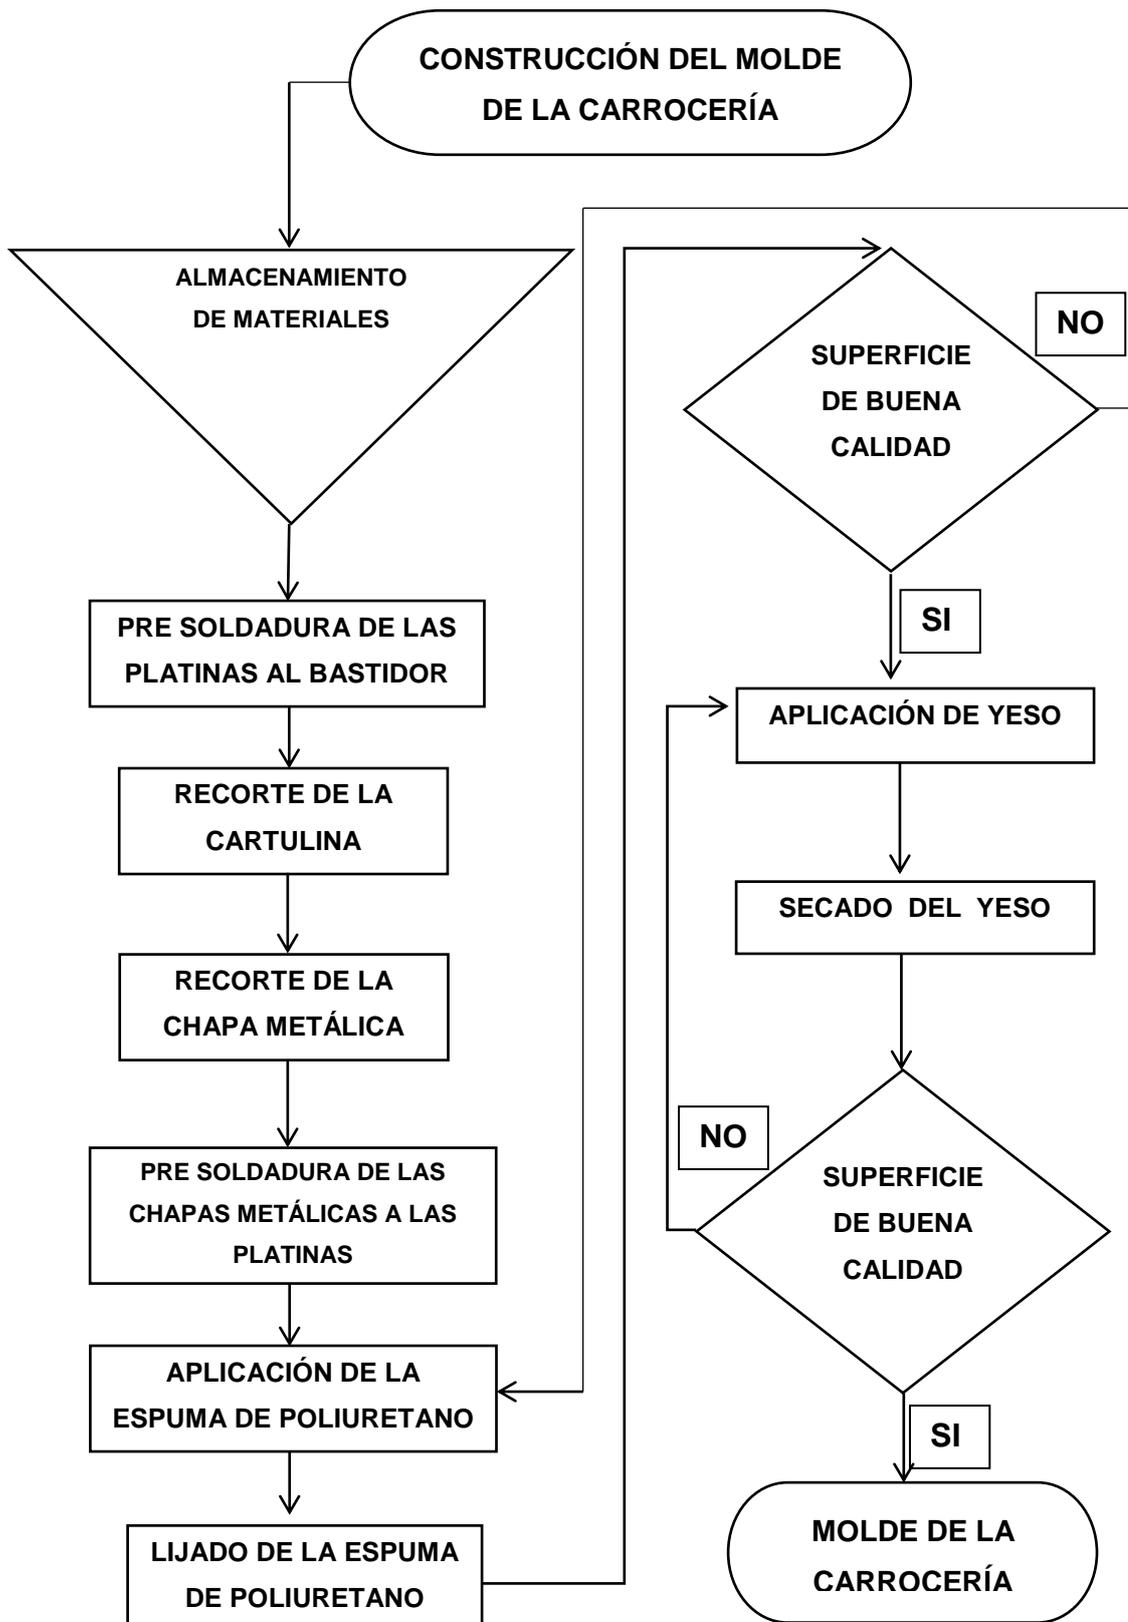 CONSTRUCCIÓN DEL MOLDE
DE LA CARROCERÍA
ALMACENAMIENTO
DE MATERIALES
PRE SOLDADURA DE LAS
PLATINAS AL BASTIDOR
RECORTE DE LA
CARTULINA
RECORTE DE LA
CHAPA METÁLICA
PRE SOLDADURA DE LAS
CHAPAS METÁLICAS A LAS
PLATINAS
APLICACIÓN DE LA
ESPUMA DE POLIURETANO
LIJADO DE LA ESPUMA
DE POLIURETANO
SUPERFICIE
DE BUENA
CALIDAD
NO
SI
APLICACIÓN DE YESO
SECADO DEL YESO
SUPERFICIE
DE BUENA
CALIDAD
NO
SI
MOLDE DE LA
CARROCERÍA